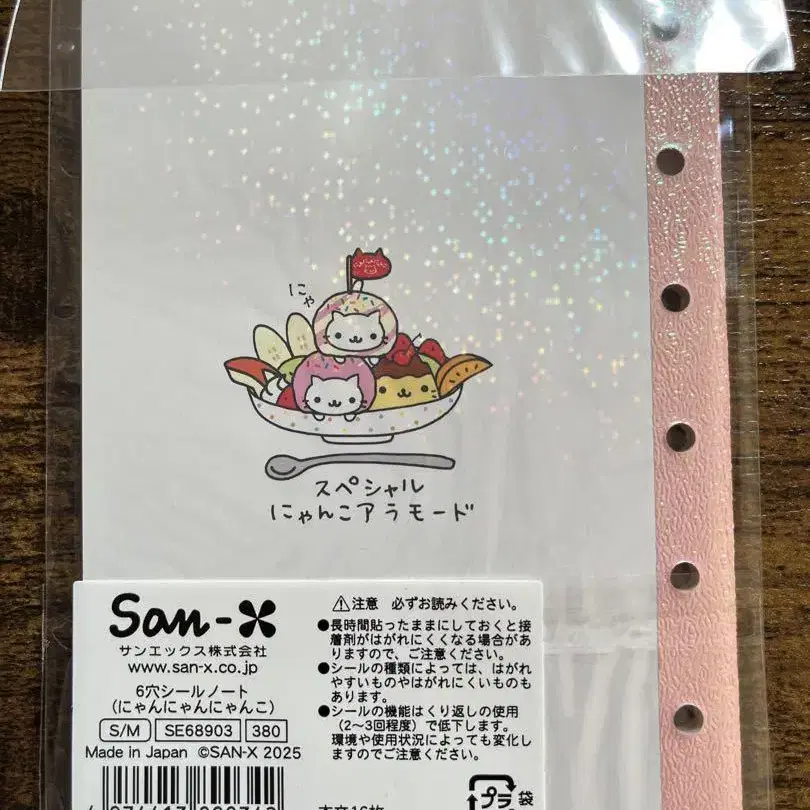 にゃ
スペシャル
にゃんこアラモード
San-X
サンエックス株式会社
www.san-x.co.jp
6穴シールノート
(にゃんにゃんにゃんこ)
S/M SE68903 380
Made in Japan ©SAN-X 2025
⚠注意 必ずお読みください。
●長時間貼ったままにしておくと接
着剤がはがれにくくなる場合があ
りますので、ご注意ください。
●シールの種類によっては、はがれ
やすいものやはがれにくいものも
あります。
●シールの機能はくり返しの使用
(2〜3回程度)で低下します。
環境や使用状況によっても変化し
ますのでご注意ください。
プラ 袋
本文16枚